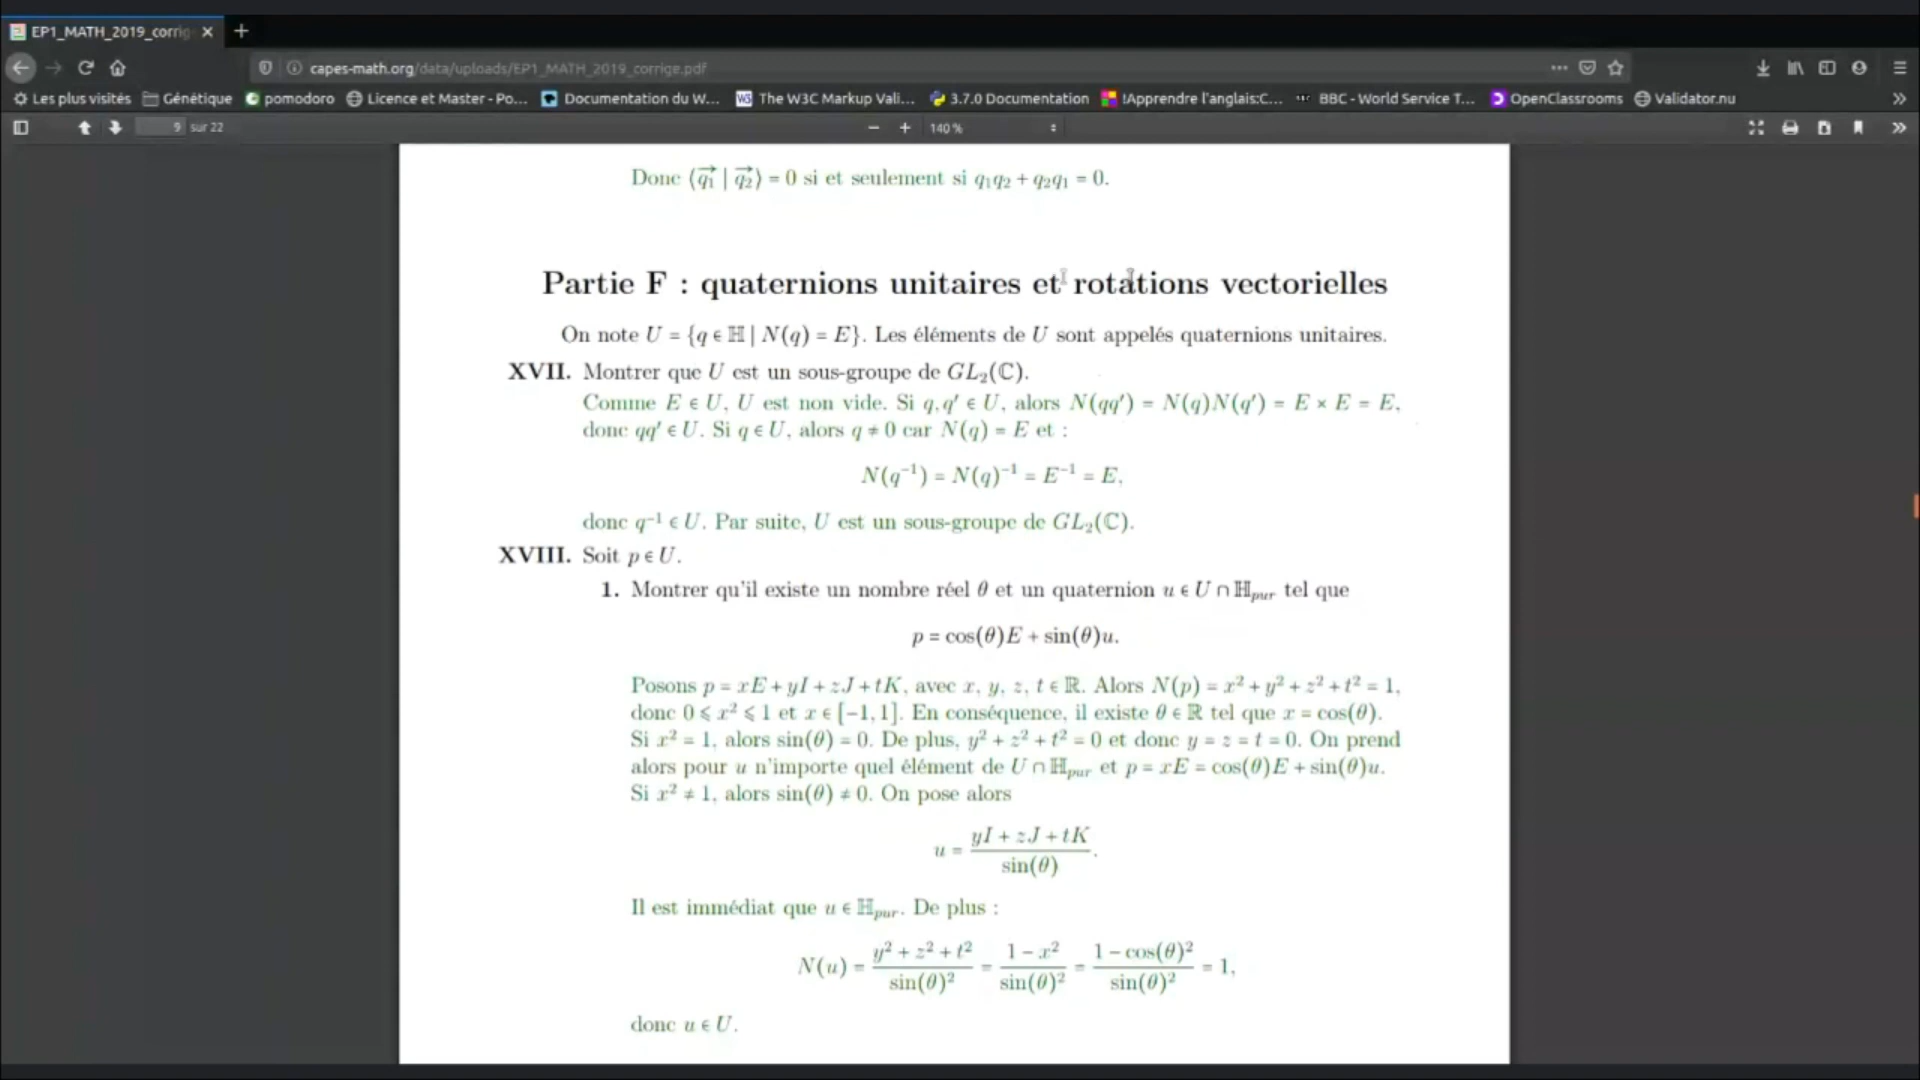 EP1_MATH_2019_corrig
capes-math.org/data/uploads/EP1_MATH_2019_corrige.pdf
Les plus visités Génétique pomodoro Licence et Master - Po... Documentation du W... The W3C Markup Vali... 3.7.0 Documentation !Apprendre l'anglais:C... BBC - World Service T... OpenClassrooms Validator.nu
9 sur 22 140 %
Donc ⟨q₁⃗ | q₂⃗⟩ = 0 si et seulement si q₁q₂ + q₂q₁ = 0.
Partie F : quaternions unitaires et rotations vectorielles
On note U = {q ∈ ℍ | N(q) = E}. Les éléments de U sont appelés quaternions unitaires.
XVII. Montrer que U est un sous-groupe de GL₂(ℂ).
Comme E ∈ U, U est non vide. Si q, q′ ∈ U, alors N(qq′) = N(q)N(q′) = E × E = E,
donc qq′ ∈ U. Si q ∈ U, alors q ≠ 0 car N(q) = E et :
N(q⁻¹) = N(q)⁻¹ = E⁻¹ = E,
donc q⁻¹ ∈ U. Par suite, U est un sous-groupe de GL₂(ℂ).
XVIII. Soit p ∈ U.
1. Montrer qu'il existe un nombre réel θ et un quaternion u ∈ U ∩ ℍpur tel que
p = cos(θ)E + sin(θ)u.
Posons p = xE + yI + zJ + tK, avec x, y, z, t ∈ ℝ. Alors N(p) = x² + y² + z² + t² = 1,
donc 0 ⩽ x² ⩽ 1 et x ∈ [−1, 1]. En conséquence, il existe θ ∈ ℝ tel que x = cos(θ).
Si x² = 1, alors sin(θ) = 0. De plus, y² + z² + t² = 0 et donc y = z = t = 0. On prend
alors pour u n'importe quel élément de U ∩ ℍpur et p = xE = cos(θ)E + sin(θ)u.
Si x² ≠ 1, alors sin(θ) ≠ 0. On pose alors
u = (yI + zJ + tK) / sin(θ).
Il est immédiat que u ∈ ℍpur. De plus :
N(u) = (y² + z² + t²) / sin(θ)² = (1 − x²) / sin(θ)² = (1 − cos(θ)²) / sin(θ)² = 1,
donc u ∈ U.